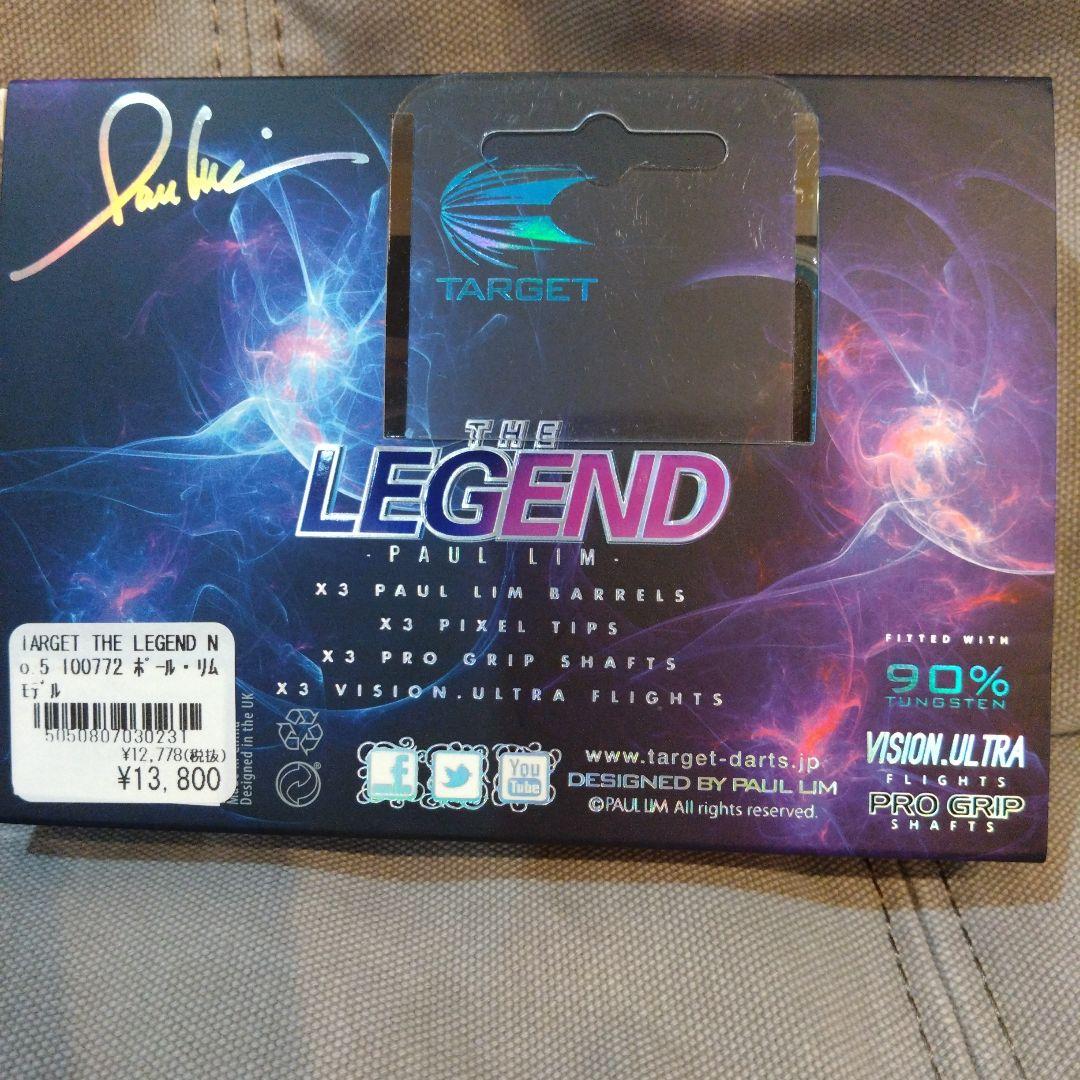 Paul Lim
TARGET
THE
LEGEND
- PAUL LIM -
X3 PAUL LIM BARRELS
X3 PIXEL TIPS
X3 PRO GRIP SHAFTS
X3 VISION.ULTRA FLIGHTS
FITTED WITH
90%
TUNGSTEN
VISION.ULTRA
FLIGHTS
PRO GRIP
SHAFTS
TARGET THE LEGEND N
o.5 100772 ﾎﾟｰﾙ・ﾘﾑ
ﾓﾃﾞﾙ
5050807030231
¥12,778(税抜)
¥13,800
Designed in the UK
f
You
Tube
www.target-darts.jp
DESIGNED BY PAUL LIM
©PAUL LIM All rights reserved.